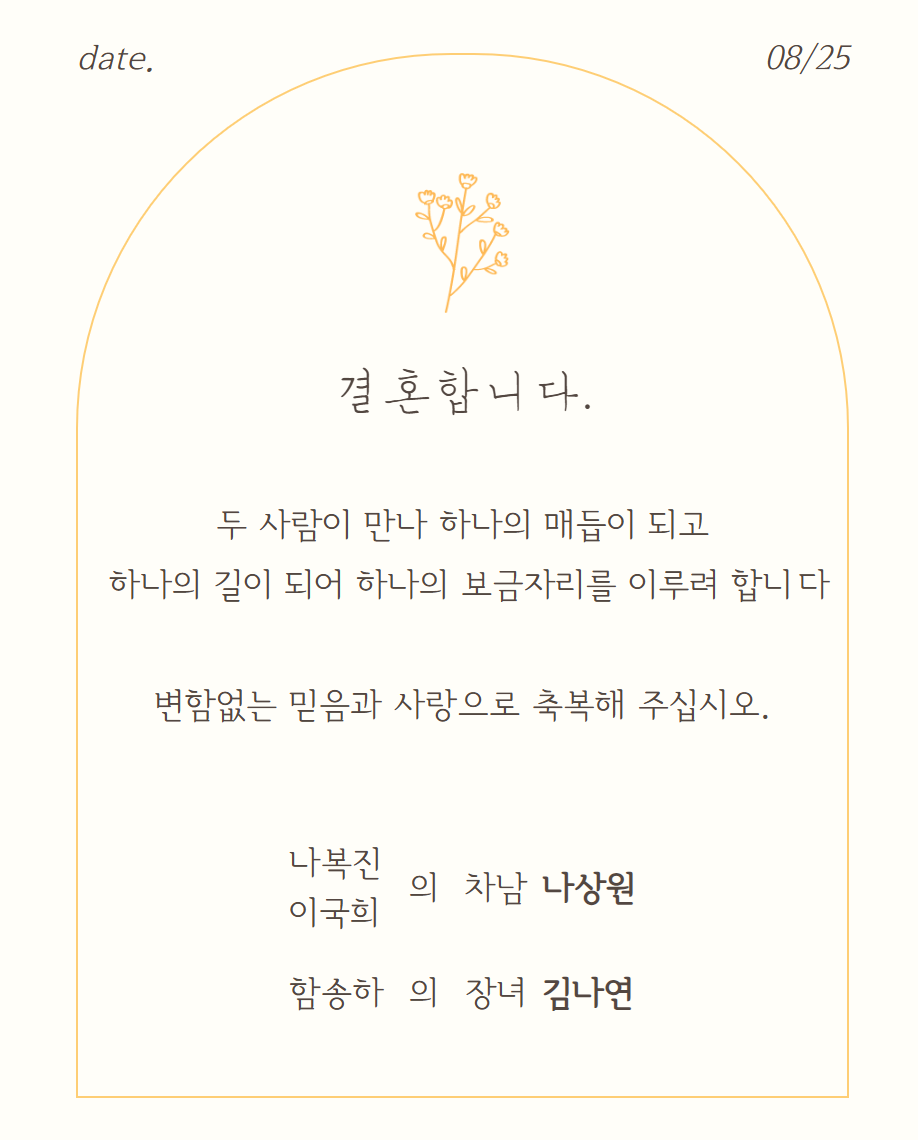 date. 08/25
결혼합니다.
두 사람이 만나 하나의 매듭이 되고
하나의 길이 되어 하나의 보금자리를 이루려 합니다
변함없는 믿음과 사랑으로 축복해 주십시오.
나복진
이국희
의 차남 나상원
함송하 의 장녀 김나연